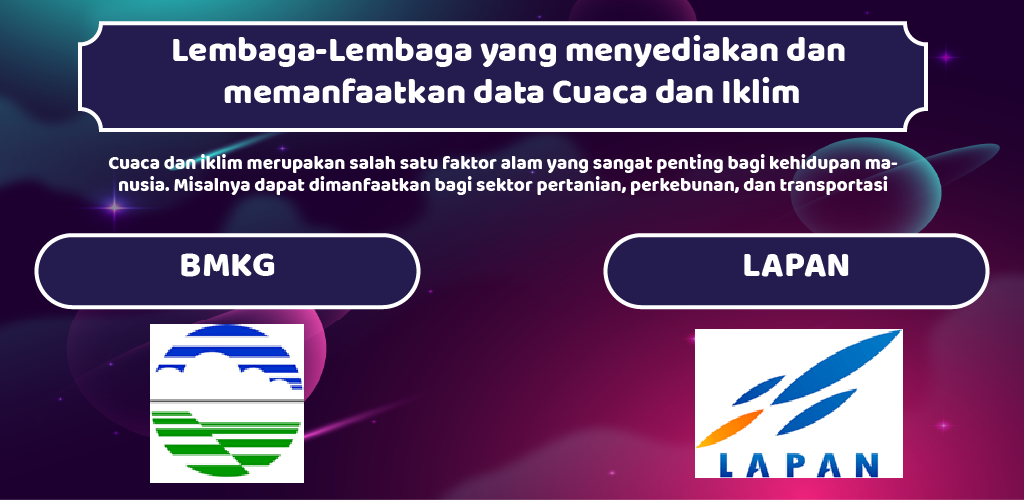 Lembaga-Lembaga yang menyediakan dan
memanfaatkan data Cuaca dan Iklim
Cuaca dan iklim merupakan salah satu faktor alam yang sangat penting bagi kehidupan ma-
nusia. Misalnya dapat dimanfaatkan bagi sektor pertanian, perkebunan, dan transportasi
BMKG
LAPAN
LAPAN